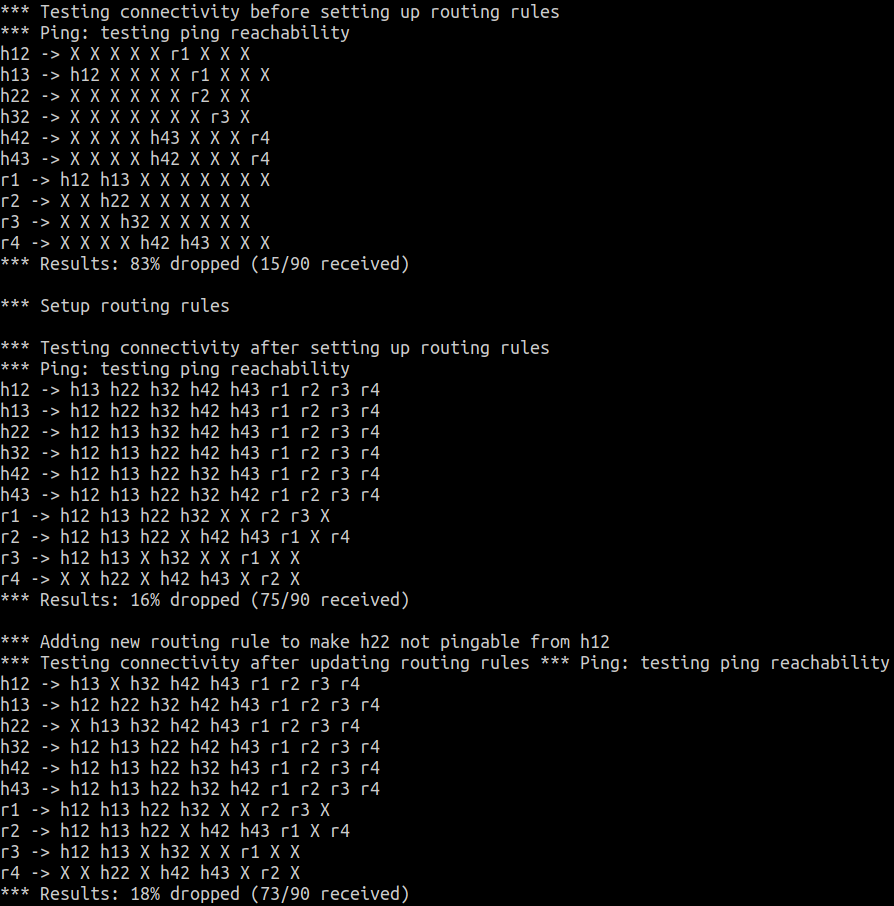 *** Testing connectivity before setting up routing rules
*** Ping: testing ping reachability
h12 -> X X X X X r1 X X X
h13 -> h12 X X X X r1 X X X
h22 -> X X X X X X r2 X X
h32 -> X X X X X X X r3 X
h42 -> X X X X h43 X X X r4
h43 -> X X X X h42 X X X r4
r1 -> h12 h13 X X X X X X X
r2 -> X X h22 X X X X X X
r3 -> X X X h32 X X X X X
r4 -> X X X X h42 h43 X X X
*** Results: 83% dropped (15/90 received)
*** Setup routing rules
*** Testing connectivity after setting up routing rules
*** Ping: testing ping reachability
h12 -> h13 h22 h32 h42 h43 r1 r2 r3 r4
h13 -> h12 h22 h32 h42 h43 r1 r2 r3 r4
h22 -> h12 h13 h32 h42 h43 r1 r2 r3 r4
h32 -> h12 h13 h22 h42 h43 r1 r2 r3 r4
h42 -> h12 h13 h22 h32 h43 r1 r2 r3 r4
h43 -> h12 h13 h22 h32 h42 r1 r2 r3 r4
r1 -> h12 h13 h22 h32 X X r2 r3 X
r2 -> h12 h13 h22 X h42 h43 r1 X r4
r3 -> h12 h13 X h32 X X r1 X X
r4 -> X X h22 X h42 h43 X r2 X
*** Results: 16% dropped (75/90 received)
*** Adding new routing rule to make h22 not pingable from h12
*** Testing connectivity after updating routing rules *** Ping: testing ping reachability
h12 -> h13 X h32 h42 h43 r1 r2 r3 r4
h13 -> h12 h22 h32 h42 h43 r1 r2 r3 r4
h22 -> X h13 h32 h42 h43 r1 r2 r3 r4
h32 -> h12 h13 h22 h42 h43 r1 r2 r3 r4
h42 -> h12 h13 h22 h32 h43 r1 r2 r3 r4
h43 -> h12 h13 h22 h32 h42 r1 r2 r3 r4
r1 -> h12 h13 h22 h32 X X r2 r3 X
r2 -> h12 h13 h22 X h42 h43 r1 X r4
r3 -> h12 h13 X h32 X X r1 X X
r4 -> X X h22 X h42 h43 X r2 X
*** Results: 18% dropped (73/90 received)